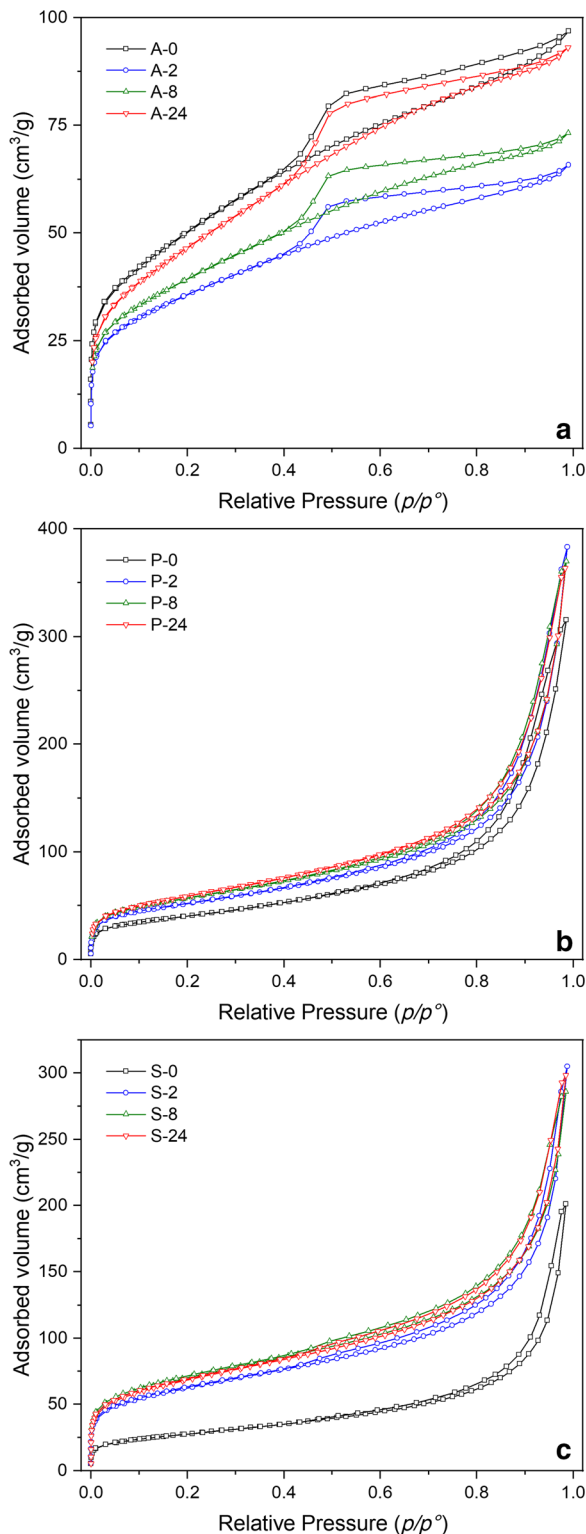 100
75
50
25
0
Adsorbed volume (cm³/g)
A-0
A-2
A-8
A-24
a
0.0 0.2 0.4 0.6 0.8 1.0
Relative Pressure (p/p°)
400
300
200
100
0
Adsorbed volume (cm³/g)
P-0
P-2
P-8
P-24
b
0.0 0.2 0.4 0.6 0.8 1.0
Relative Pressure (p/p°)
300
250
200
150
100
50
0
Adsorbed volume (cm³/g)
S-0
S-2
S-8
S-24
c
0.0 0.2 0.4 0.6 0.8 1.0
Relative Pressure (p/p°)